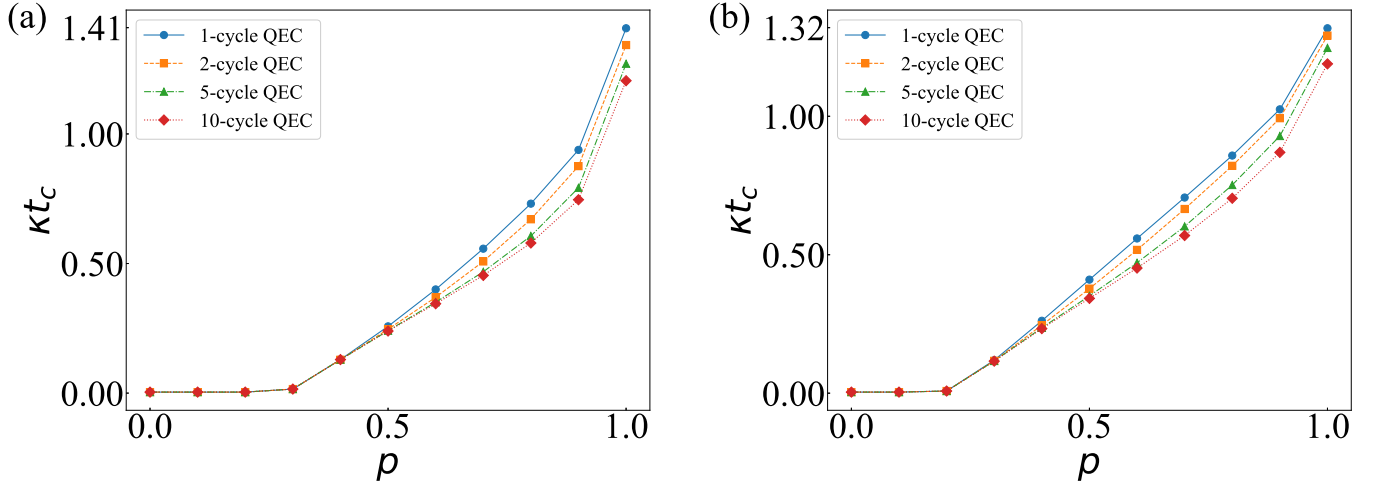 (a)
1.41
1-cycle QEC
2-cycle QEC
5-cycle QEC
10-cycle QEC
1.00
κt_c
0.50
0.00
0.0 0.5 1.0
p
(b)
1.32
1-cycle QEC
2-cycle QEC
5-cycle QEC
10-cycle QEC
1.00
κt_c
0.50
0.00
0.0 0.5 1.0
p